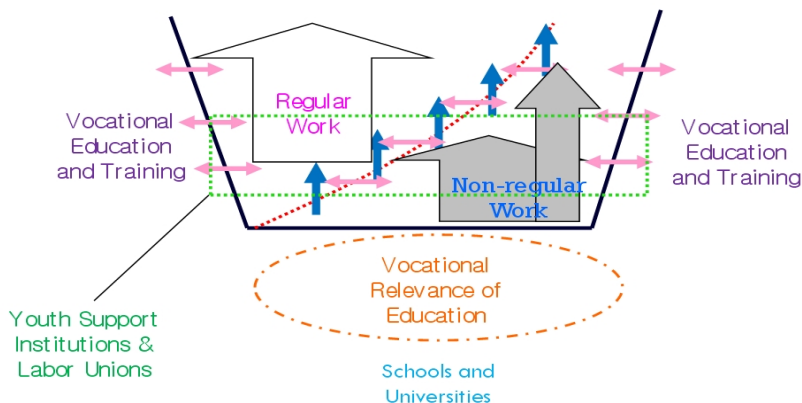 Regular
Work
Vocational
Education
and Training
Vocational
Education
and Training
Non-regular
Work
Vocational
Relevance of
Education
Youth Support
Institutions &
Labor Unions
Schools and
Universities